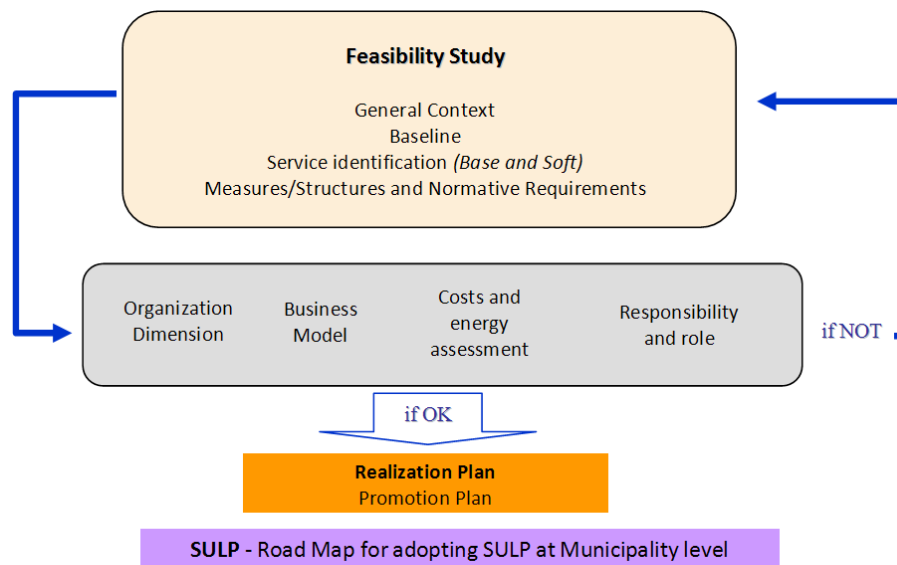 Feasibility Study
General Context
Baseline
Service identification (Base and Soft)
Measures/Structures and Normative Requirements
Organization
Dimension
Business
Model
Costs and
energy
assessment
Responsibility
and role
if NOT
if OK
Realization Plan
Promotion Plan
SULP - Road Map for adopting SULP at Municipality level